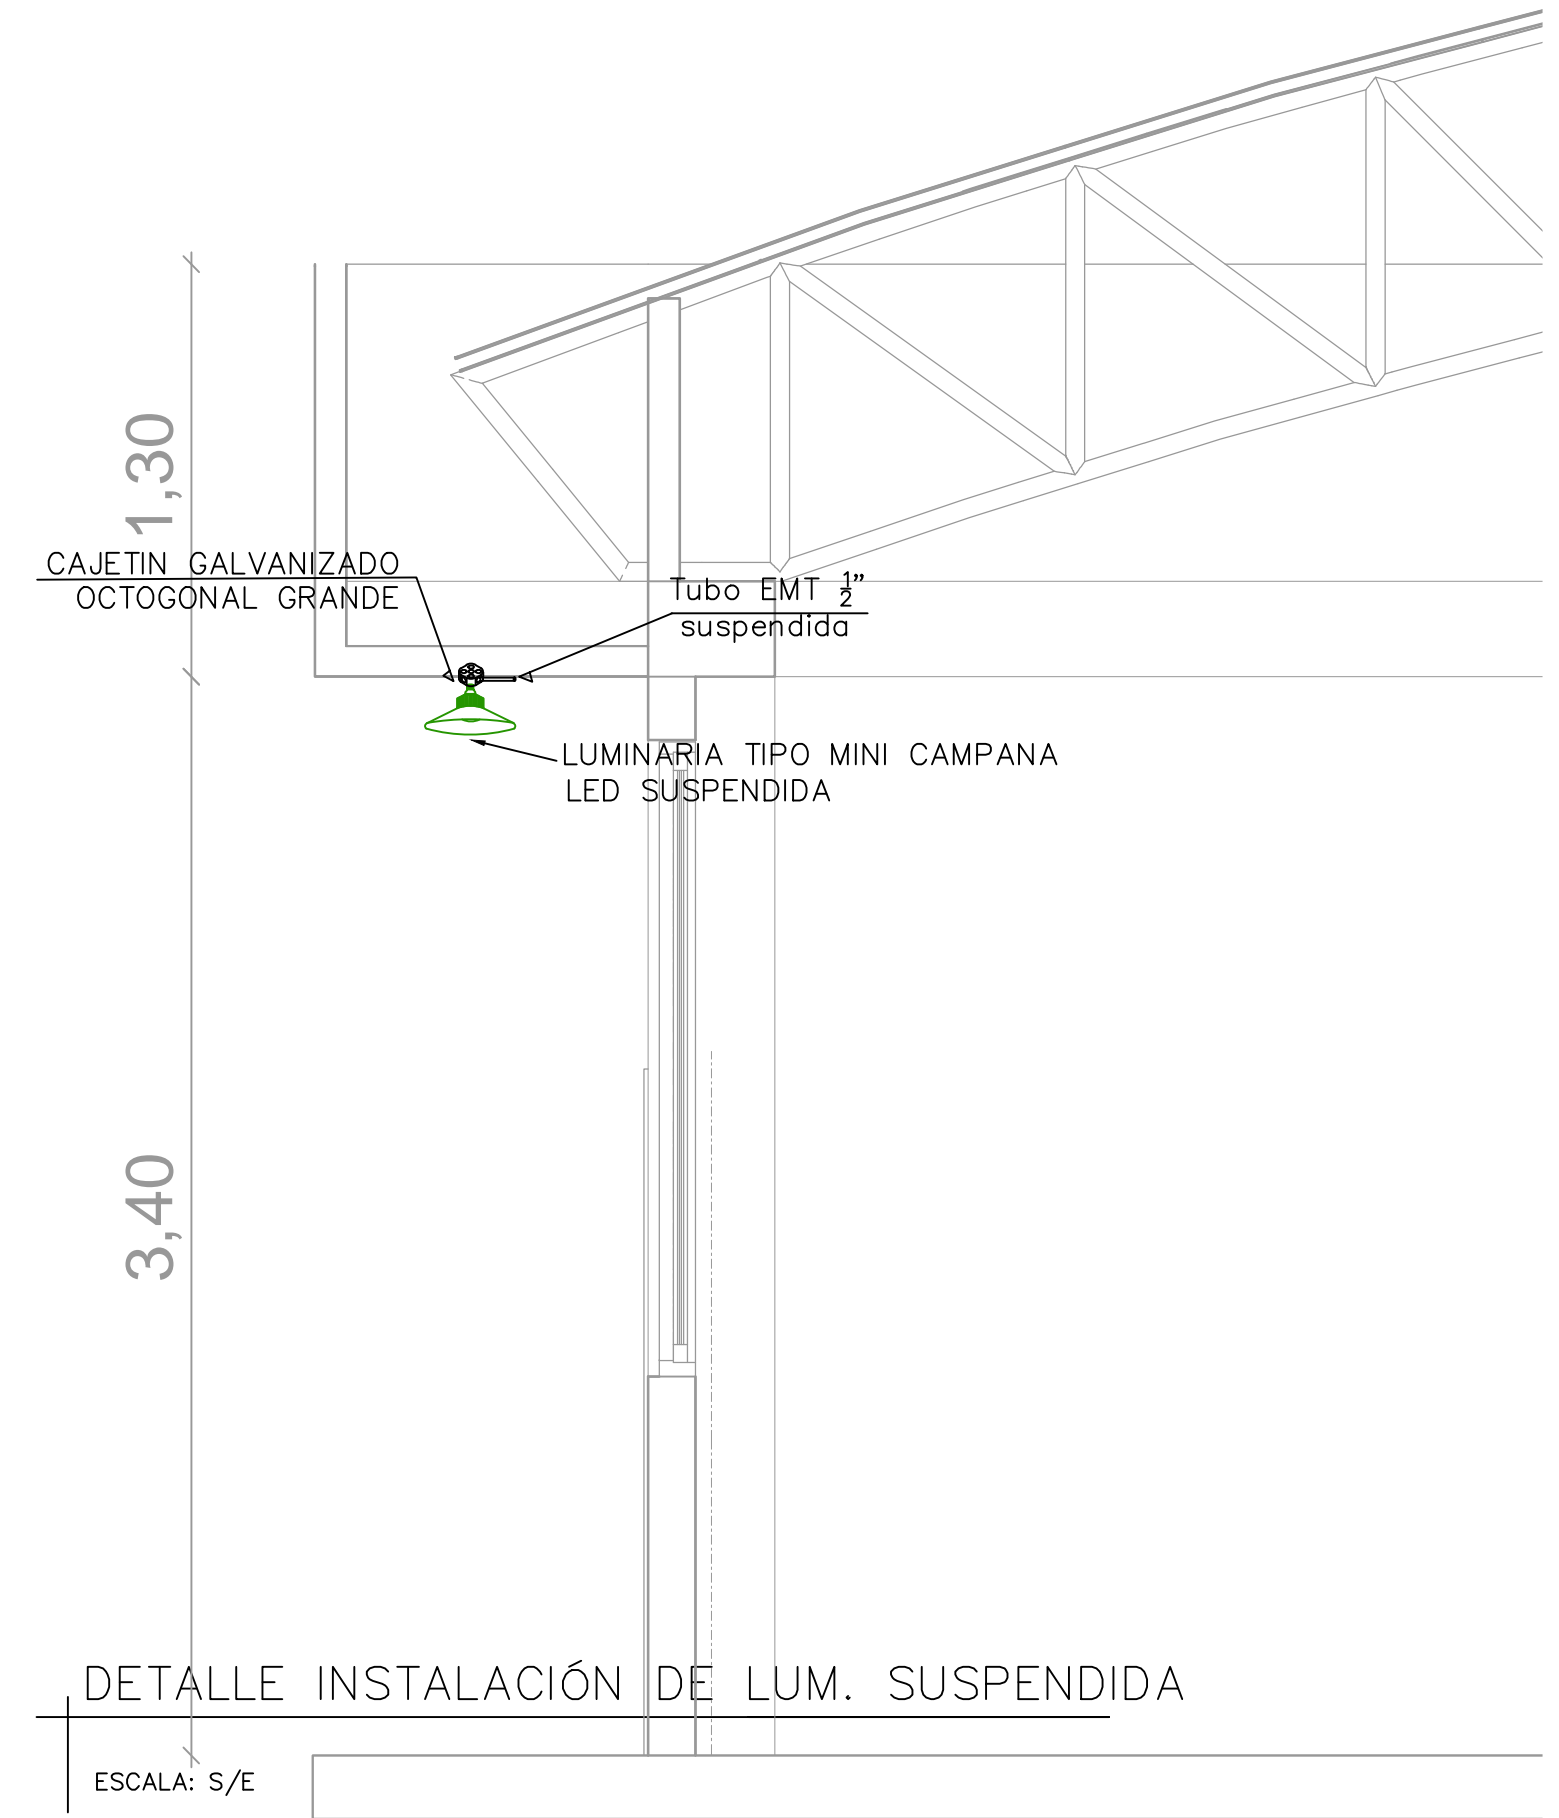 1,30
CAJETIN GALVANIZADO
OCTOGONAL GRANDE
Tubo EMT ½"
suspendida
LUMINARIA TIPO MINI CAMPANA
LED SUSPENDIDA
3,40
DETALLE INSTALACIÓN DE LUM. SUSPENDIDA
ESCALA: S/E